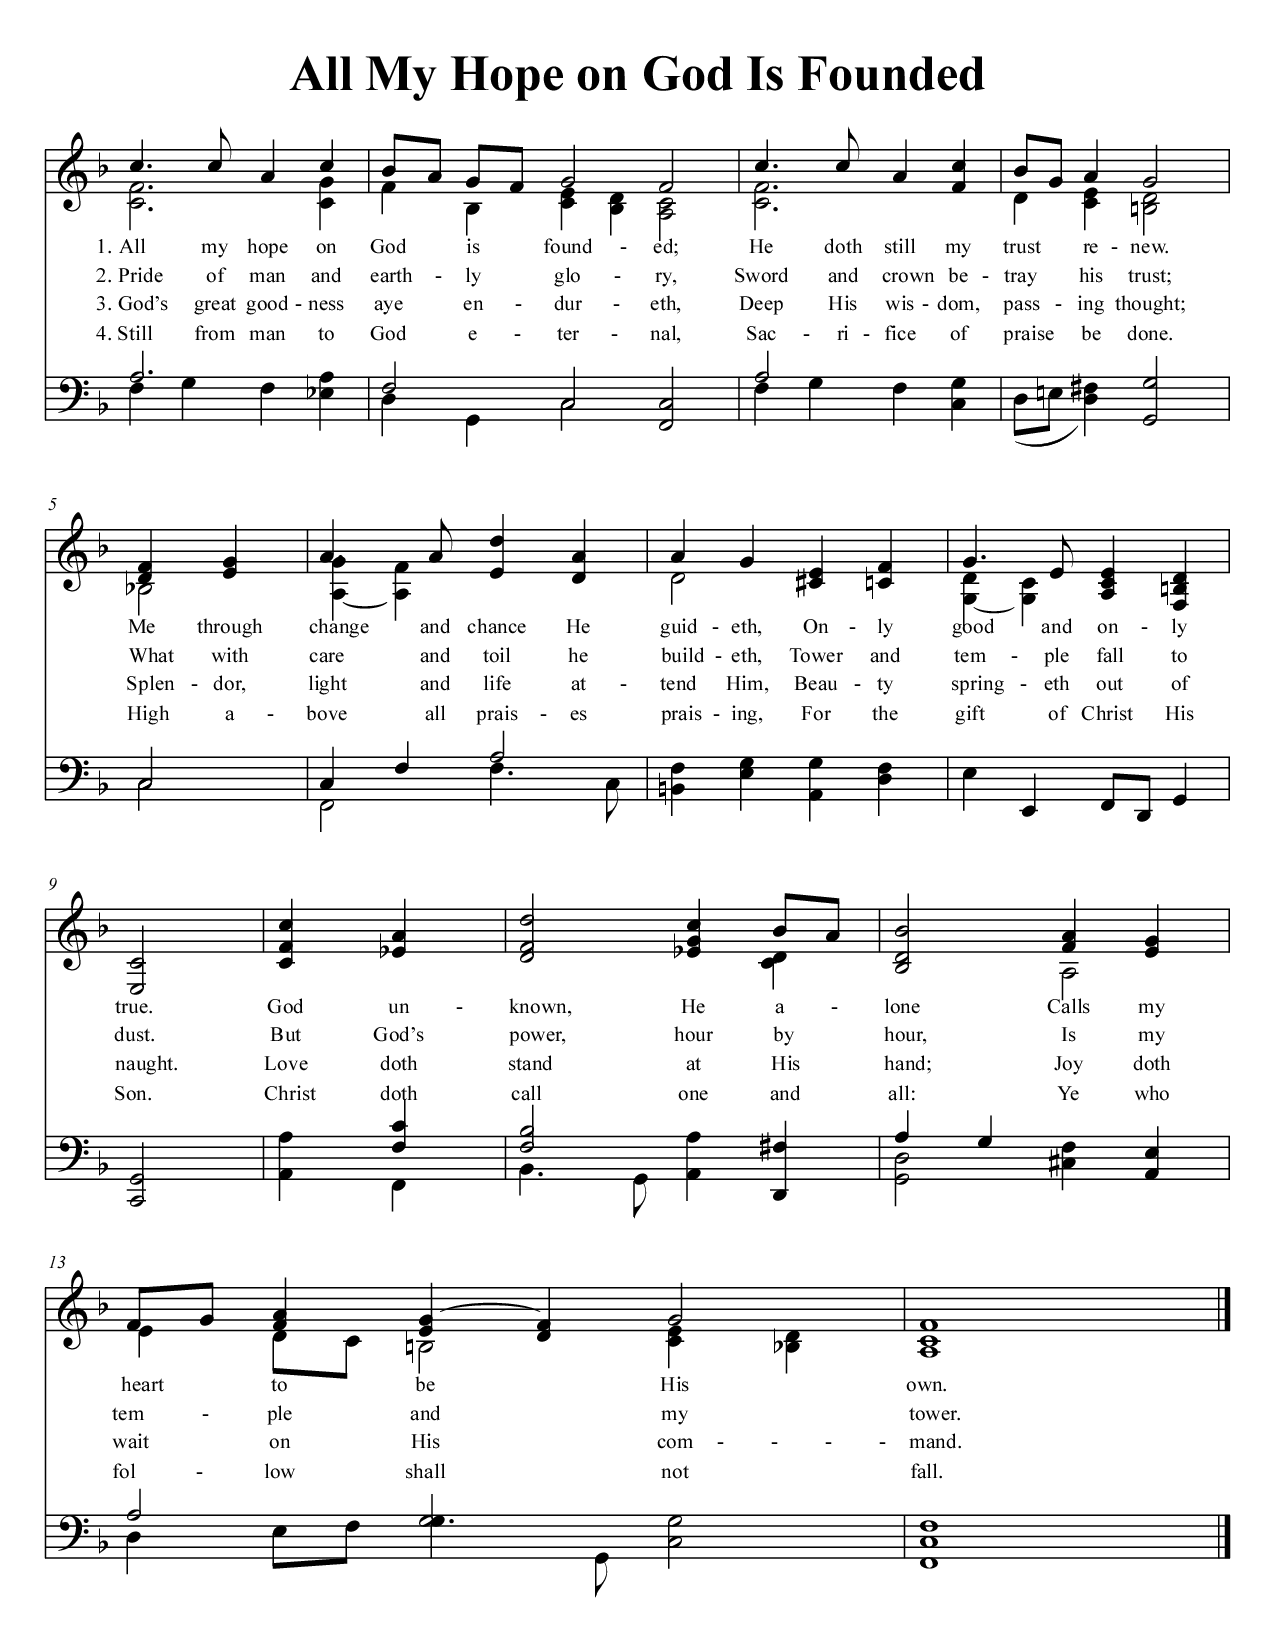 All My Hope on God Is Founded
1. All my hope on God is found - ed; He doth still my trust re - new.
2. Pride of man and earth - ly glo - ry, Sword and crown be - tray his trust;
3. God’s great good - ness aye en - dur - eth, Deep His wis - dom, pass - ing thought;
4. Still from man to God e - ter - nal, Sac - ri - fice of praise be done.
5
Me through change and chance He guid - eth, On - ly good and on - ly
What with care and toil he build - eth, Tower and tem - ple fall to
Splen - dor, light and life at - tend Him, Beau - ty spring - eth out of
High a - bove all prais - es prais - ing, For the gift of Christ His
9
true. God un - known, He a - lone Calls my
dust. But God’s power, hour by hour, Is my
naught. Love doth stand at His hand; Joy doth
Son. Christ doth call one and all: Ye who
13
heart to be His own.
tem - ple and my tower.
wait on His com - - - mand.
fol - low shall not fall.